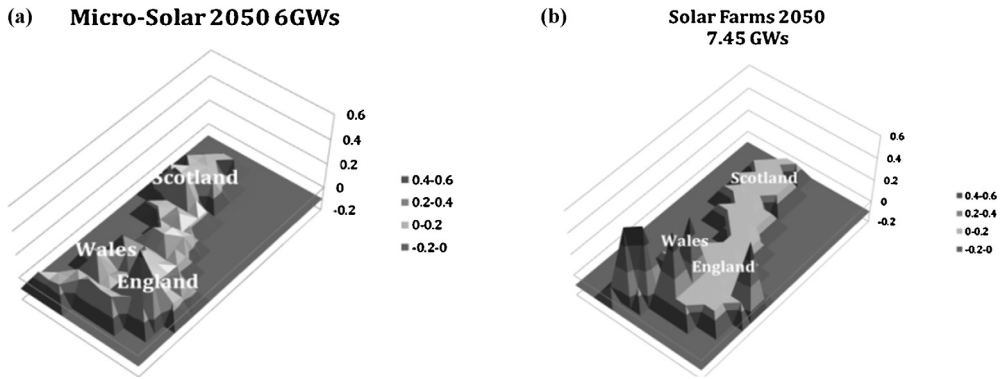 (a)
Micro-Solar 2050 6GWs
0.6
0.4
0.2
0
-0.2
Scotland
Wales
England
0.4-0.6
0.2-0.4
0-0.2
-0.2-0
(b)
Solar Farms 2050
7.45 GWs
0.6
0.4
0.2
0
-0.2
Scotland
Wales
England
0.4-0.6
0.2-0.4
0-0.2
-0.2-0